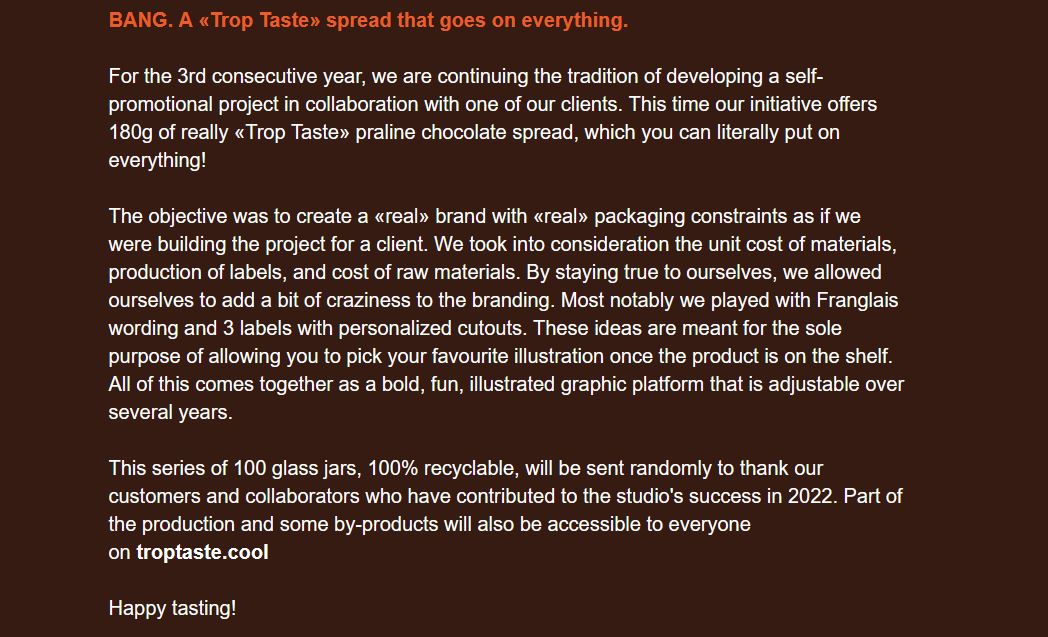 BANG. A «Trop Taste» spread that goes on everything.
For the 3rd consecutive year, we are continuing the tradition of developing a self-
promotional project in collaboration with one of our clients. This time our initiative offers
180g of really «Trop Taste» praline chocolate spread, which you can literally put on
everything!
The objective was to create a «real» brand with «real» packaging constraints as if we
were building the project for a client. We took into consideration the unit cost of materials,
production of labels, and cost of raw materials. By staying true to ourselves, we allowed
ourselves to add a bit of craziness to the branding. Most notably we played with Franglais
wording and 3 labels with personalized cutouts. These ideas are meant for the sole
purpose of allowing you to pick your favourite illustration once the product is on the shelf.
All of this comes together as a bold, fun, illustrated graphic platform that is adjustable over
several years.
This series of 100 glass jars, 100% recyclable, will be sent randomly to thank our
customers and collaborators who have contributed to the studio's success in 2022. Part of
the production and some by-products will also be accessible to everyone
on troptaste.cool
Happy tasting!